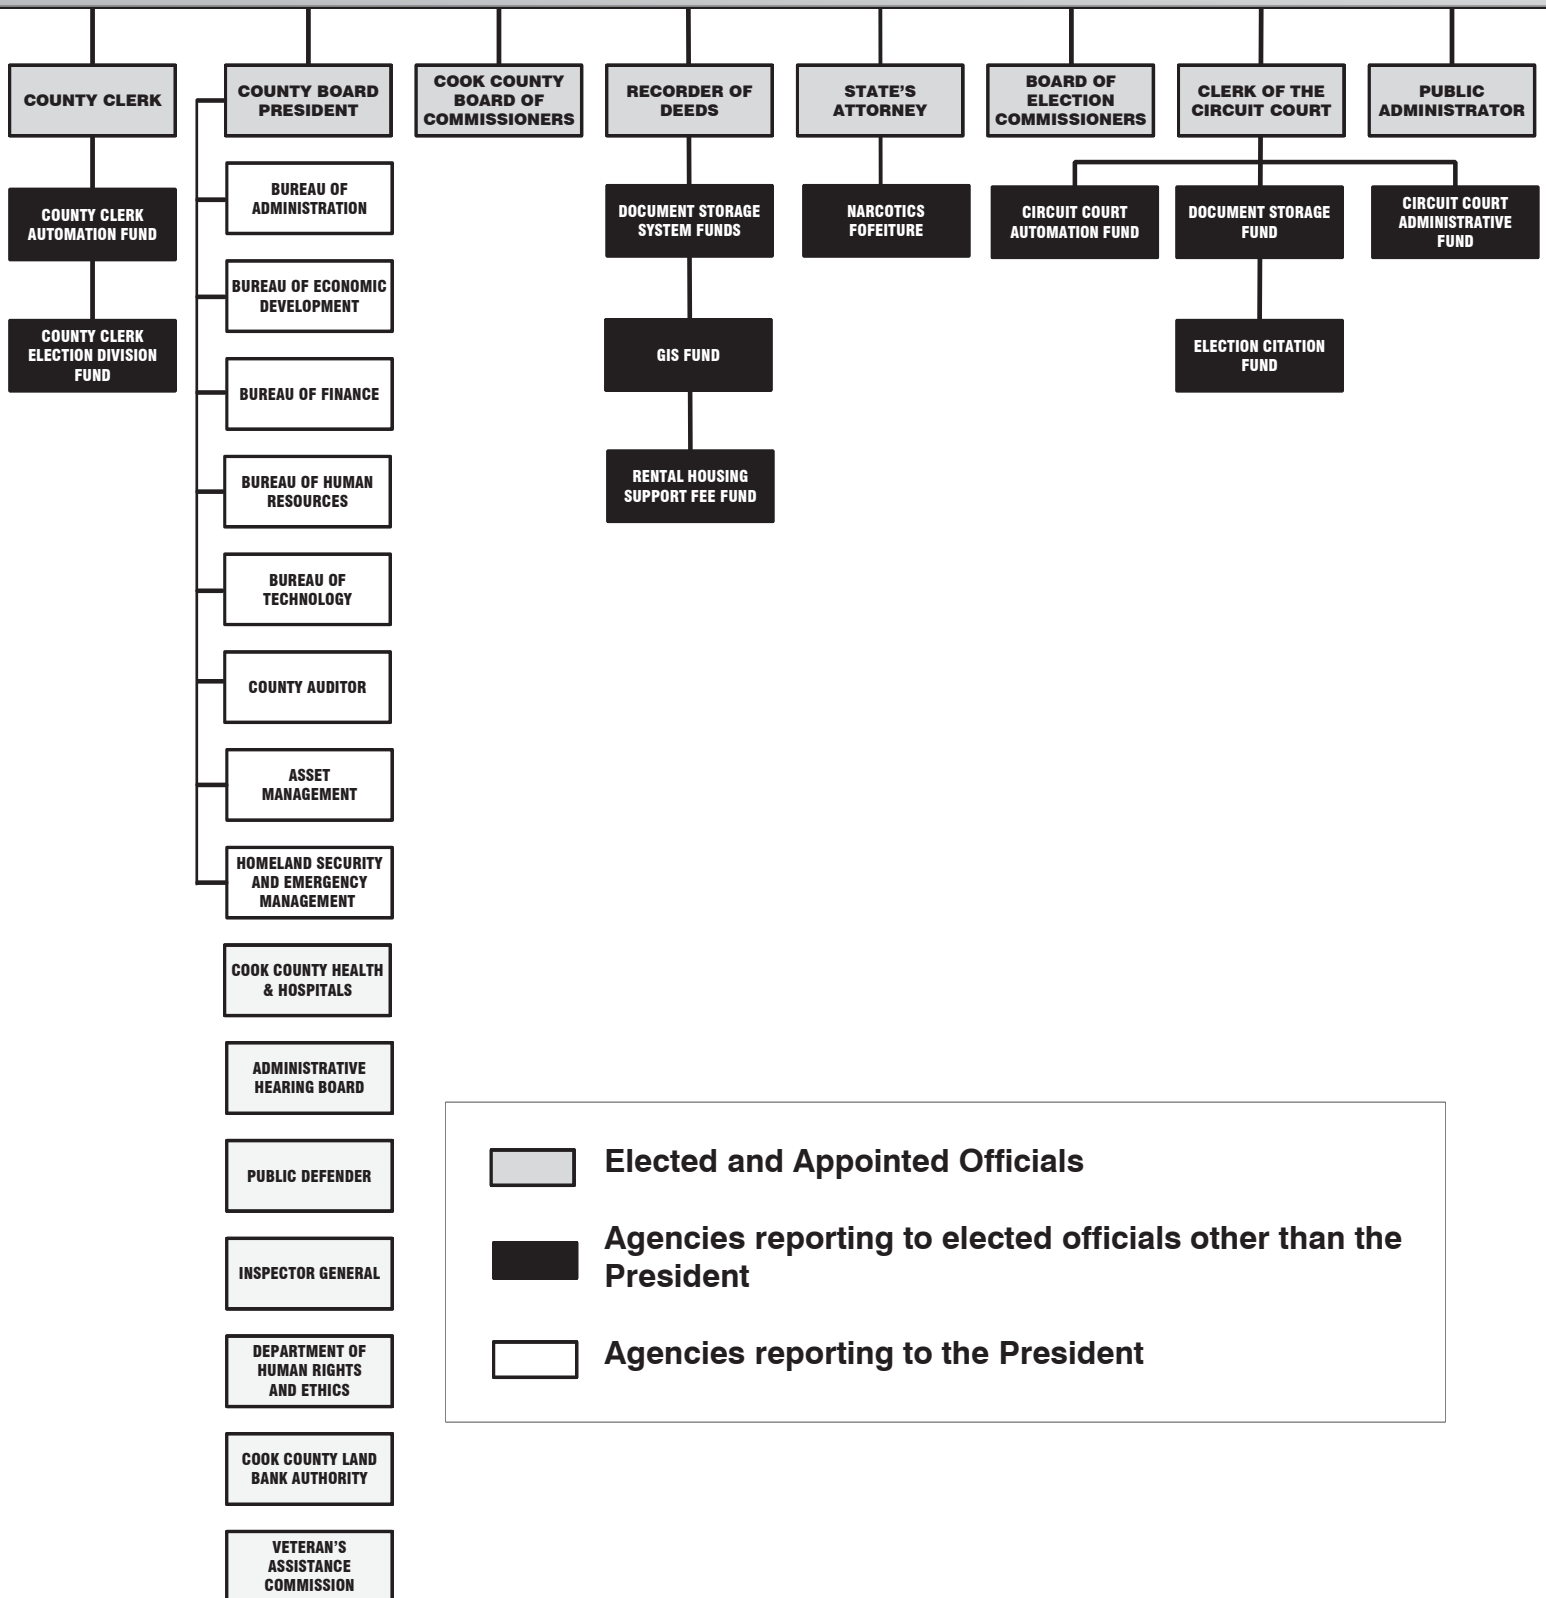 COUNTY CLERK
COUNTY CLERK
AUTOMATION FUND
COUNTY CLERK
ELECTION DIVISION
FUND
COUNTY BOARD
PRESIDENT
BUREAU OF
ADMINISTRATION
BUREAU OF ECONOMIC
DEVELOPMENT
BUREAU OF FINANCE
BUREAU OF HUMAN
RESOURCES
BUREAU OF
TECHNOLOGY
COUNTY AUDITOR
ASSET
MANAGEMENT
HOMELAND SECURITY
AND EMERGENCY
MANAGEMENT
COOK COUNTY HEALTH
& HOSPITALS
ADMINISTRATIVE
HEARING BOARD
PUBLIC DEFENDER
INSPECTOR GENERAL
DEPARTMENT OF
HUMAN RIGHTS
AND ETHICS
COOK COUNTY LAND
BANK AUTHORITY
VETERAN’S
ASSISTANCE
COMMISSION
COOK COUNTY
BOARD OF
COMMISSIONERS
RECORDER OF
DEEDS
DOCUMENT STORAGE
SYSTEM FUNDS
GIS FUND
RENTAL HOUSING
SUPPORT FEE FUND
STATE’S
ATTORNEY
NARCOTICS
FOFEITURE
BOARD OF
ELECTION
COMMISSIONERS
CLERK OF THE
CIRCUIT COURT
CIRCUIT COURT
AUTOMATION FUND
DOCUMENT STORAGE
FUND
ELECTION CITATION
FUND
CIRCUIT COURT
ADMINISTRATIVE
FUND
PUBLIC
ADMINISTRATOR
Elected and Appointed Officials
Agencies reporting to elected officials other than the
President
Agencies reporting to the President